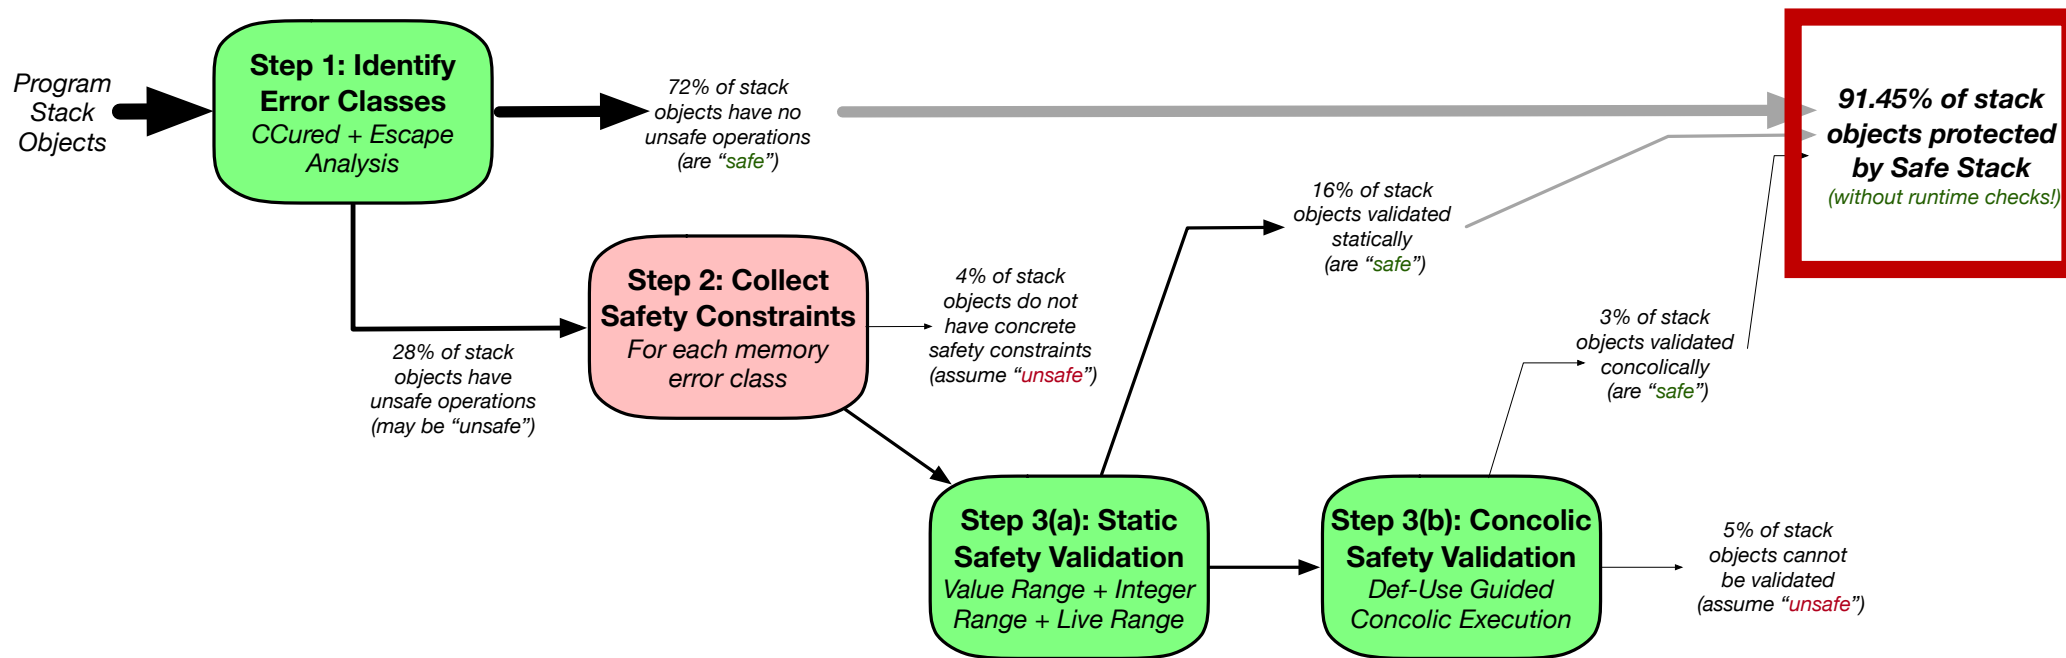 Program
Stack
Objects
Step 1: Identify
Error Classes
CCured + Escape
Analysis
72% of stack
objects have no
unsafe operations
(are “safe”)
91.45% of stack
objects protected
by Safe Stack
(without runtime checks!)
16% of stack
objects validated
statically
(are “safe”)
Step 2: Collect
Safety Constraints
For each memory
error class
4% of stack
objects do not
have concrete
safety constraints
(assume “unsafe”)
28% of stack
objects have
unsafe operations
(may be “unsafe”)
3% of stack
objects validated
concolically
(are “safe”)
Step 3(a): Static
Safety Validation
Value Range + Integer
Range + Live Range
Step 3(b): Concolic
Safety Validation
Def-Use Guided
Concolic Execution
5% of stack
objects cannot
be validated
(assume “unsafe”)